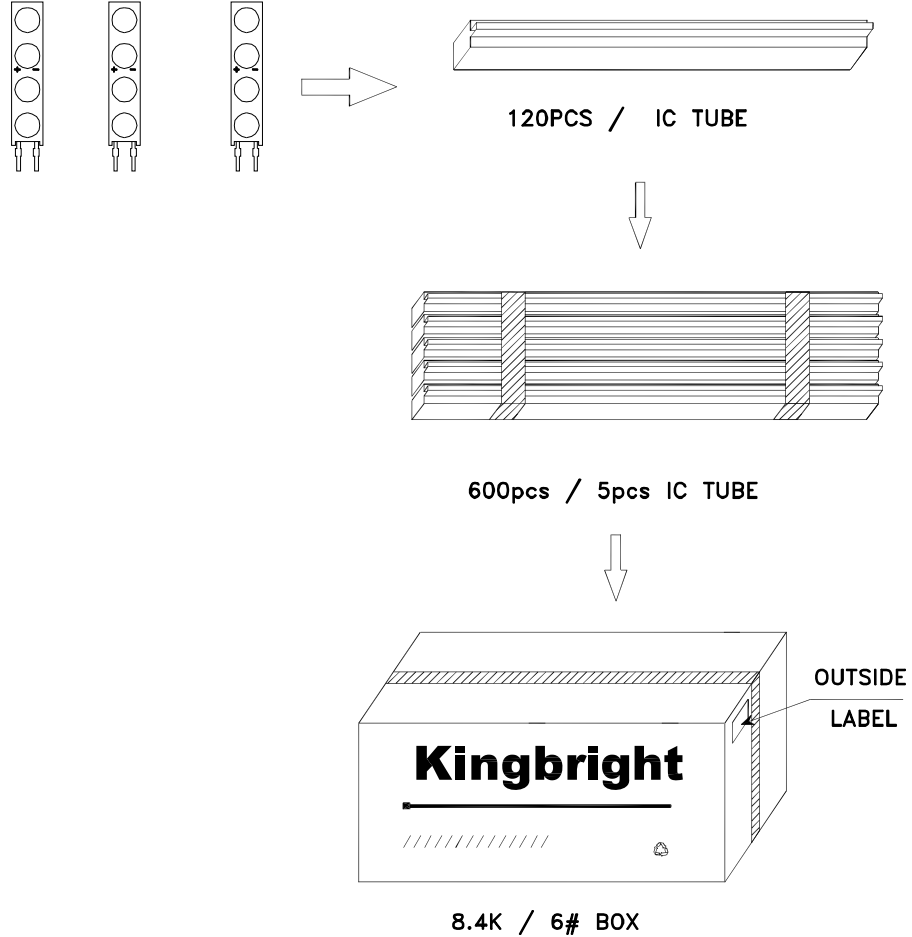 + -
+ -
+ -
120PCS / IC TUBE
600pcs / 5pcs IC TUBE
OUTSIDE
LABEL
Kingbright
8.4K / 6# BOX